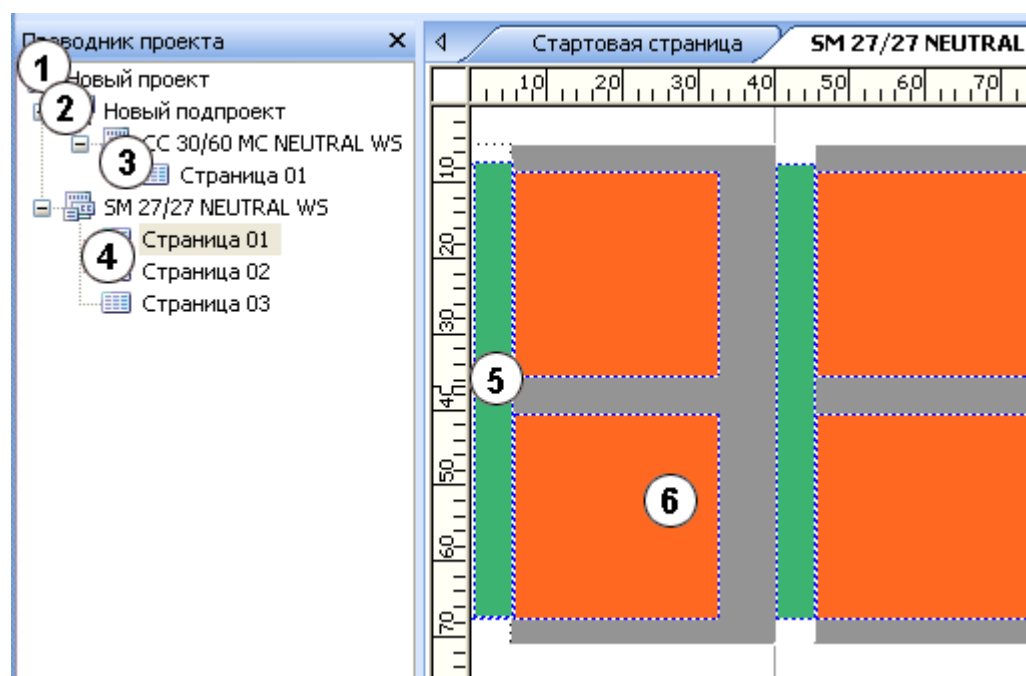 Проводник проекта
1
Новый проект
2
Новый подпроект
CC 30/60 MC NEUTRAL WS
3
Страница 01
SM 27/27 NEUTRAL WS
4
Страница 01
Страница 02
Страница 03
Стартовая страница
SM 27/27 NEUTRAL
10 20 30 40 50 60 70
10
20
30
40
50
60
70
5
6